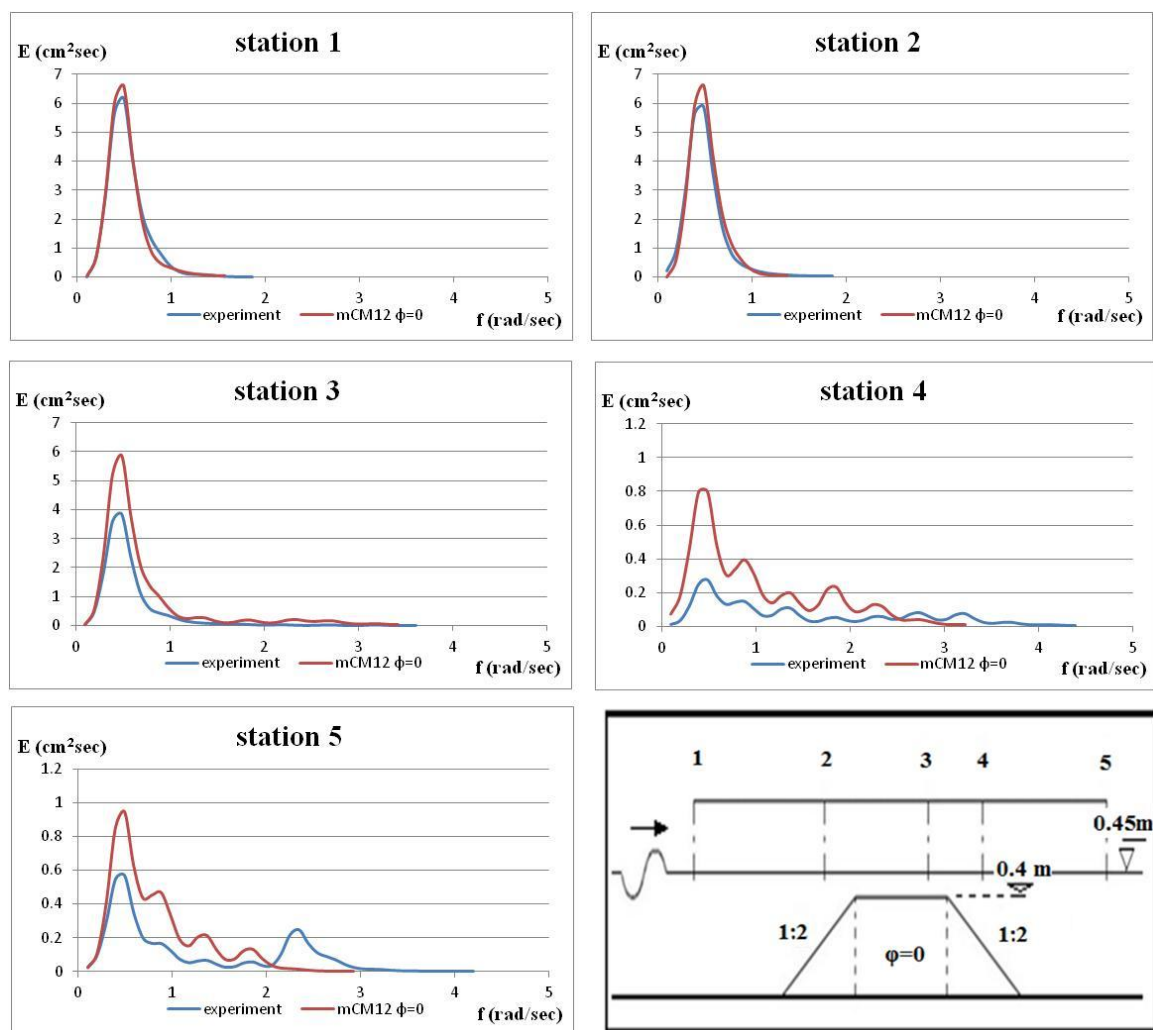 station 1
E (cm²sec)
7
6
5
4
3
2
1
0
0 1 2 3 4 5
experiment mCM12 ϕ=0 f (rad/sec)
station 2
E (cm²sec)
7
6
5
4
3
2
1
0
0 1 2 3 4 5
experiment mCM12 ϕ=0 f (rad/sec)
station 3
E (cm²sec)
7
6
5
4
3
2
1
0
0 1 2 3 4 5
experiment mCM12 ϕ=0 f (rad/sec)
station 4
E (cm²sec)
1.2
1
0.8
0.6
0.4
0.2
0
0 1 2 3 4 5
experiment mCM12 ϕ=0 f (rad/sec)
station 5
E (cm²sec)
1.2
1
0.8
0.6
0.4
0.2
0
0 1 2 3 4 5
experiment mCM12 ϕ=0 f (rad/sec)
1 2 3 4 5
0.45m
0.4 m
1:2 φ=0 1:2